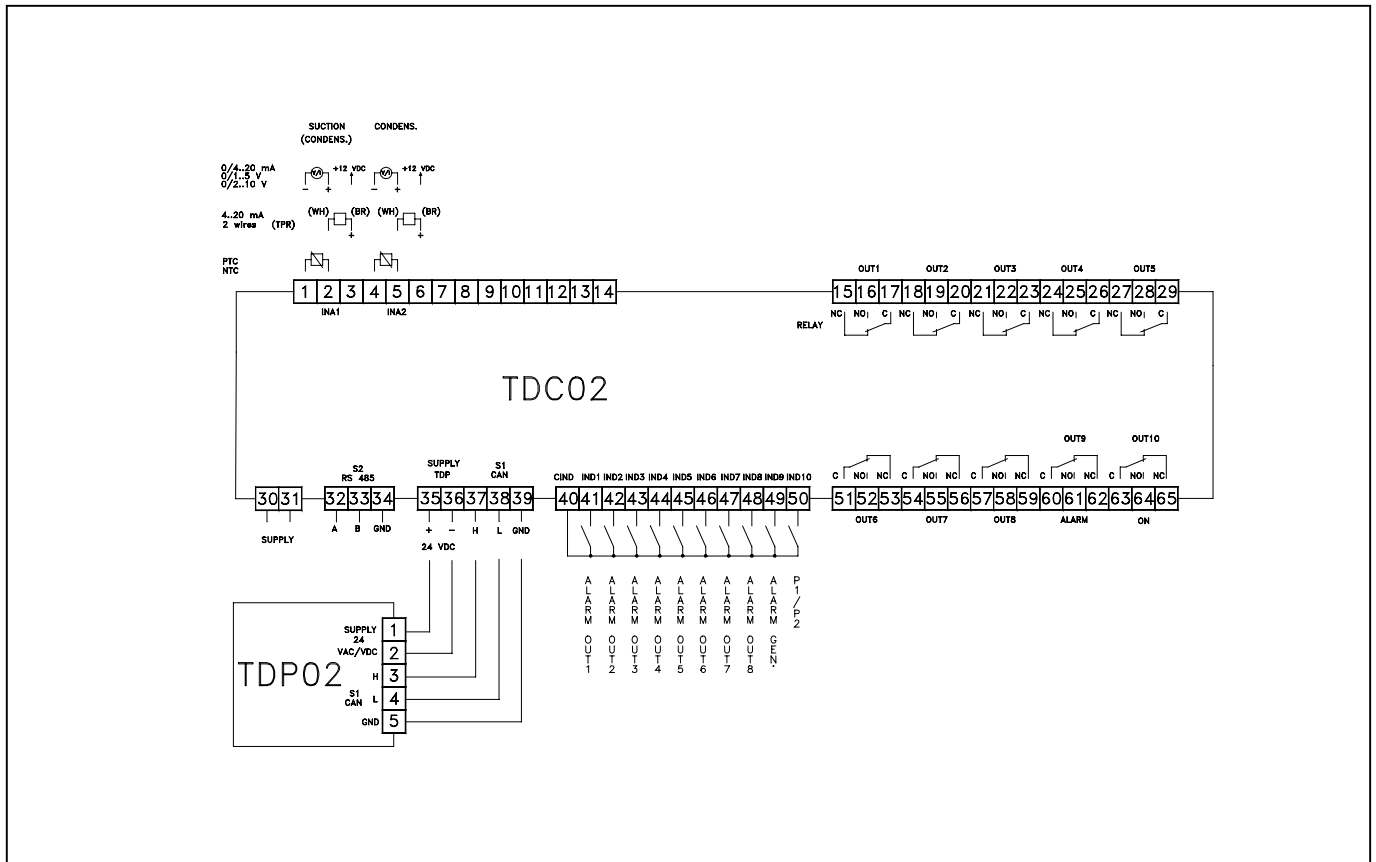 SUCTION CONDENS.
(CONDENS.)
0/4..20 mA
0/1..5 V
0/2..10 V
V/I +12 VDC V/I +12 VDC
- + - +
4..20 mA
2 wires (TPR)
(WH) (BR) (WH) (BR)
+ +
PTC
NTC
OUT1 OUT2 OUT3 OUT4 OUT5
1 2 3 4 5 6 7 8 9 10 11 12 13 14
15 16 17 18 19 20 21 22 23 24 25 26 27 28 29
INA1 INA2
NC NO C NC NO C NC NO C NC NO C NC NO C
RELAY
TDC02
OUT9 OUT10
S2
RS 485
SUPPLY
TDP
S1
CAN
CIND IND1 IND2 IND3 IND4 IND5 IND6 IND7 IND8 IND9 IND10
C NO NC C NO NC C NO NC C NO NC C NO NC
30 31 32 33 34 35 36 37 38 39 40 41 42 43 44 45 46 47 48 49 50
51 52 53 54 55 56 57 58 59 60 61 62 63 64 65
OUT6 OUT7 OUT8 ALARM ON
SUPPLY
A B GND
+ - H L GND
24 VDC
ALARM OUT1
ALARM OUT2
ALARM OUT3
ALARM OUT4
ALARM OUT5
ALARM OUT6
ALARM OUT7
ALARM OUT8
ALARM GEN.
P1/P2
TDP02
SUPPLY
24
VAC/VDC
H
S1
CAN L
GND
1
2
3
4
5